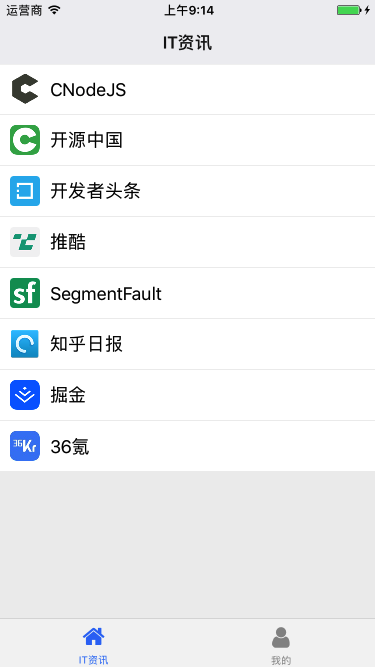 运营商 上午9:14
IT资讯
CNodeJS
开源中国
开发者头条
推酷
sf SegmentFault
知乎日报
掘金
36Kr 36氪
IT资讯 我的